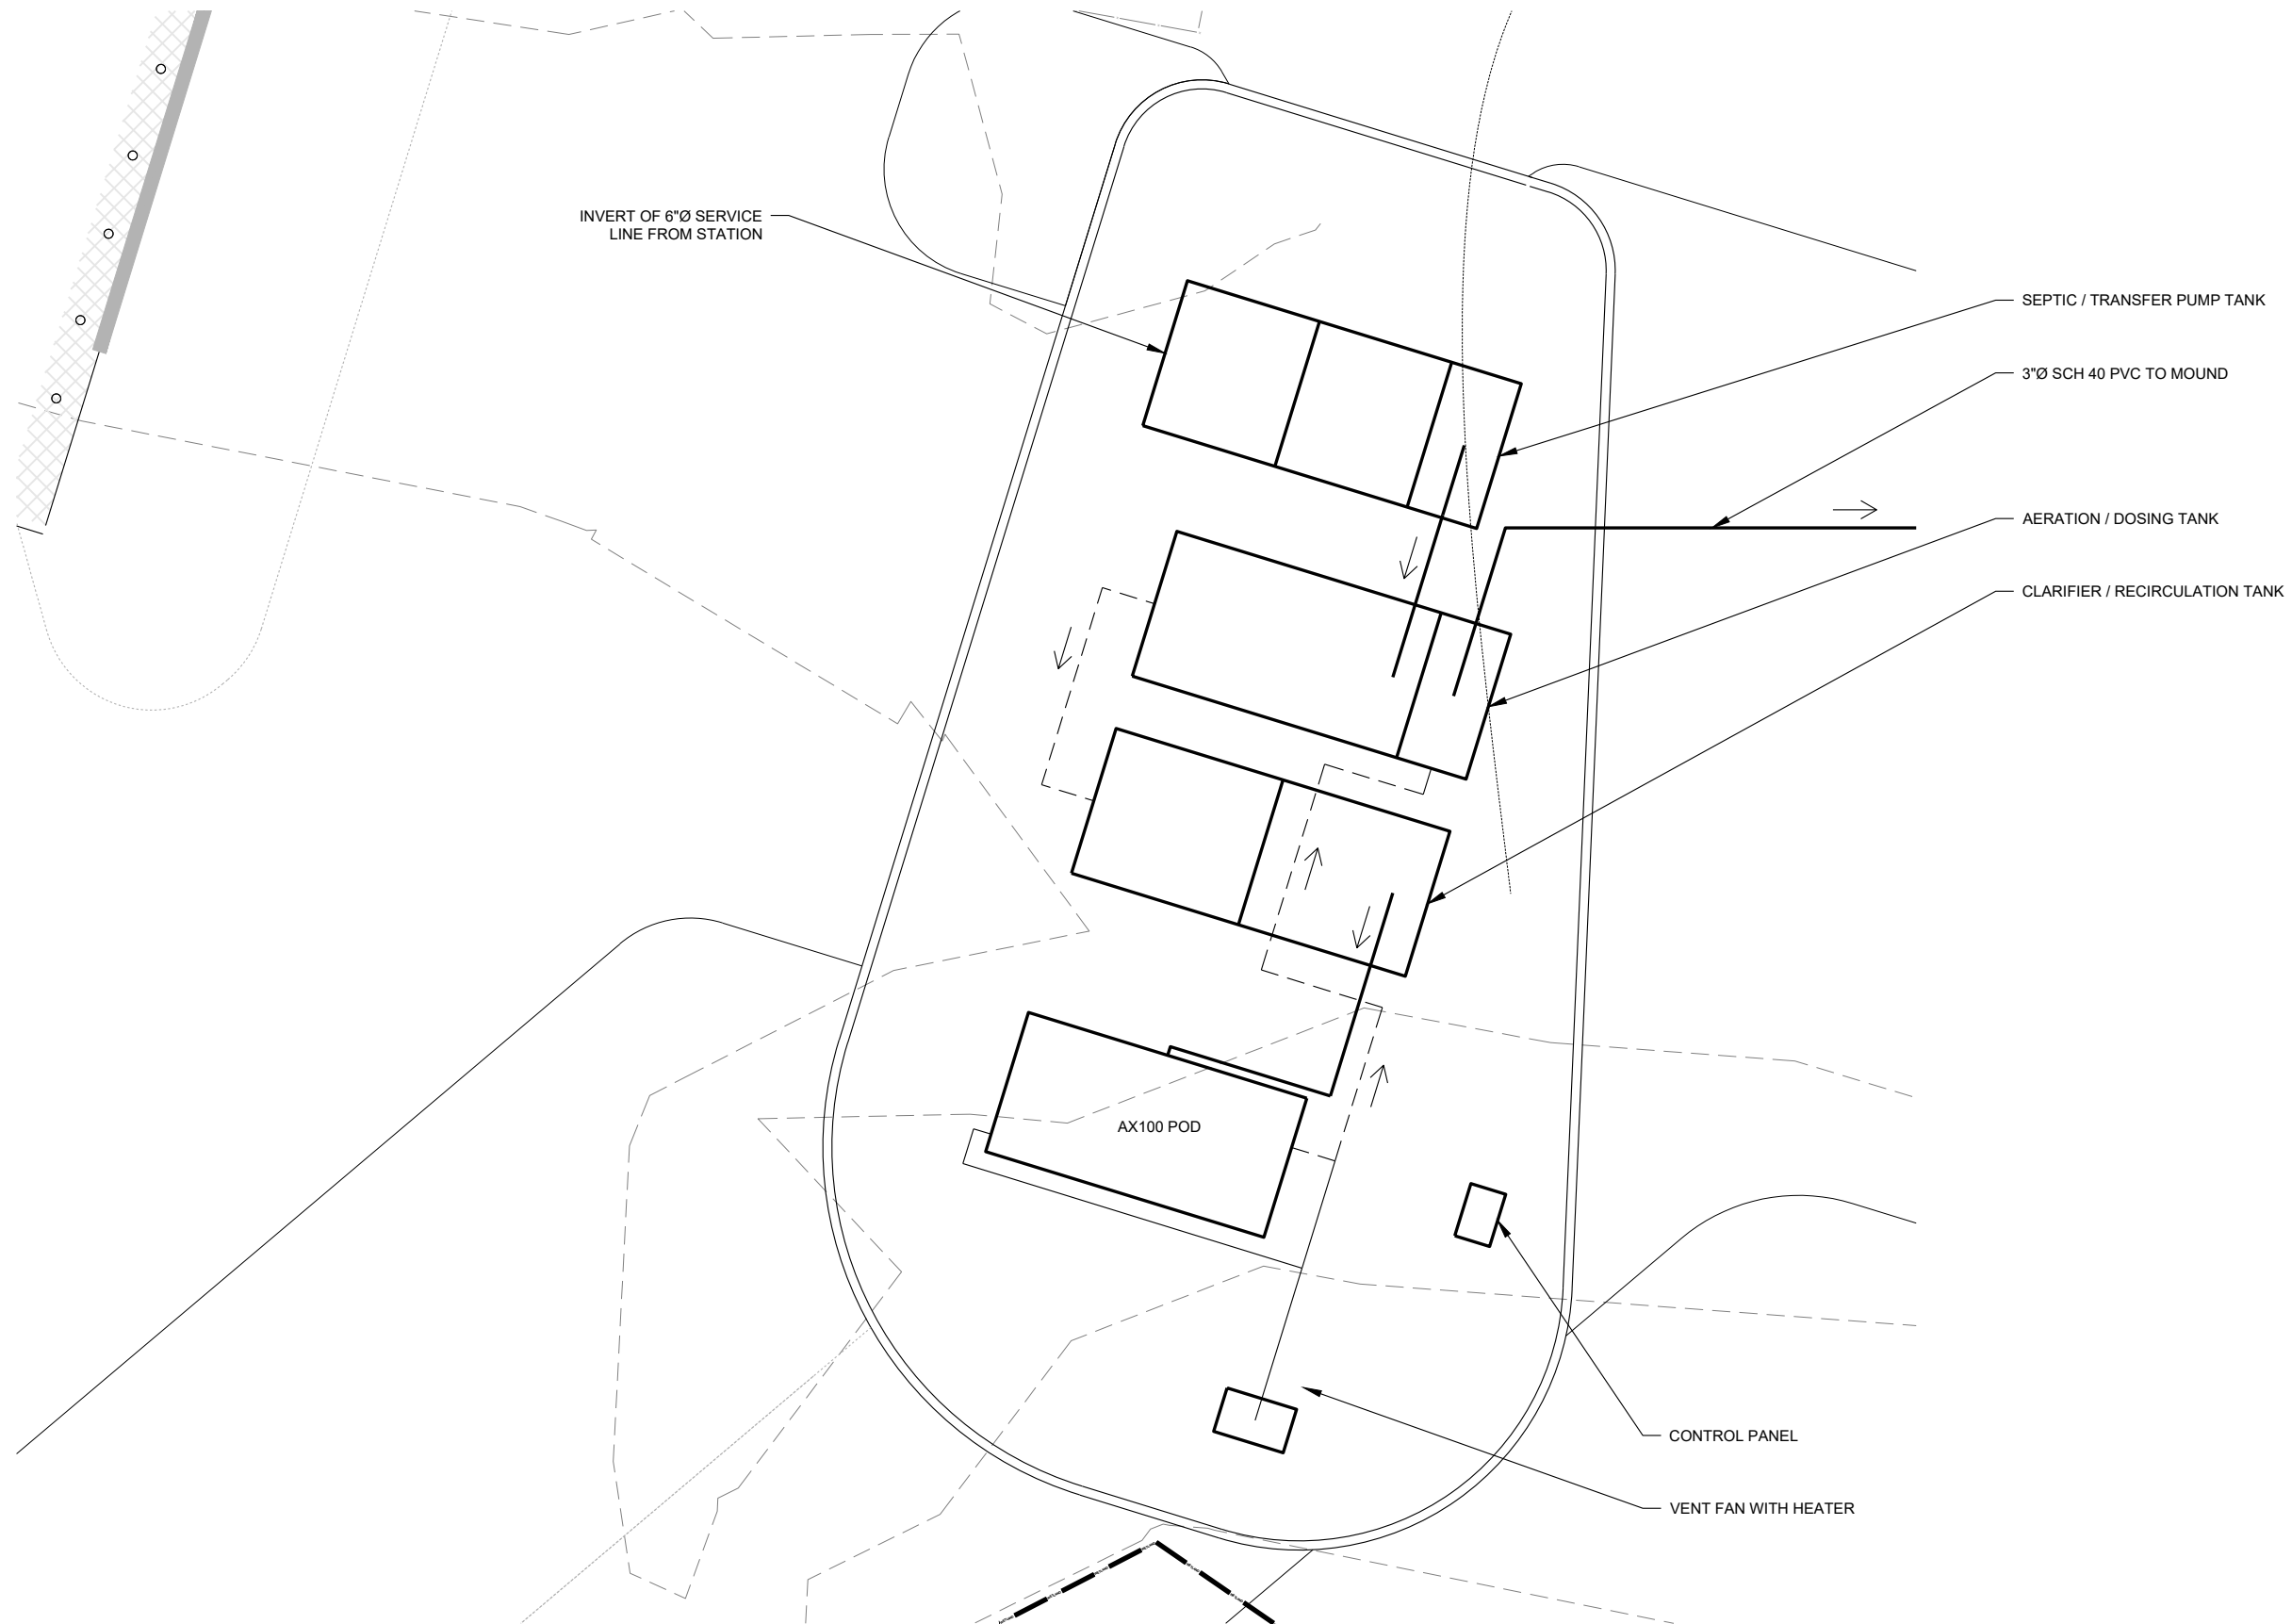 INVERT OF 6"Ø SERVICE
LINE FROM STATION
SEPTIC / TRANSFER PUMP TANK
3"Ø SCH 40 PVC TO MOUND
AERATION / DOSING TANK
CLARIFIER / RECIRCULATION TANK
AX100 POD
CONTROL PANEL
VENT FAN WITH HEATER